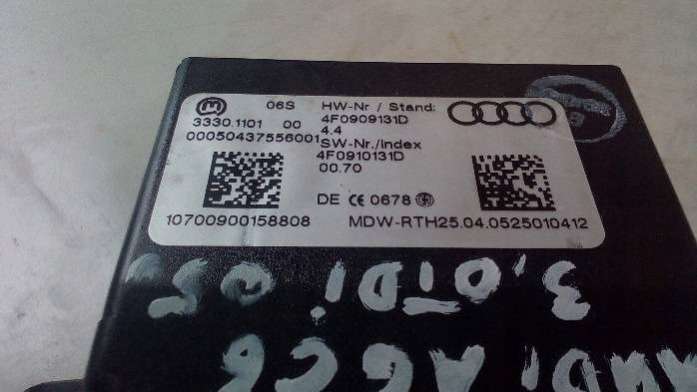 06S HW-Nr / Stand:
3330.1101 00 4F0909131D
00050437556001 4.4
SW-Nr./Index
4F0910131D
00.70
DE CE 0678
10700900158808 MDW-RTH25.04.0525010412
3,0TDI 05
AUDI A6C6